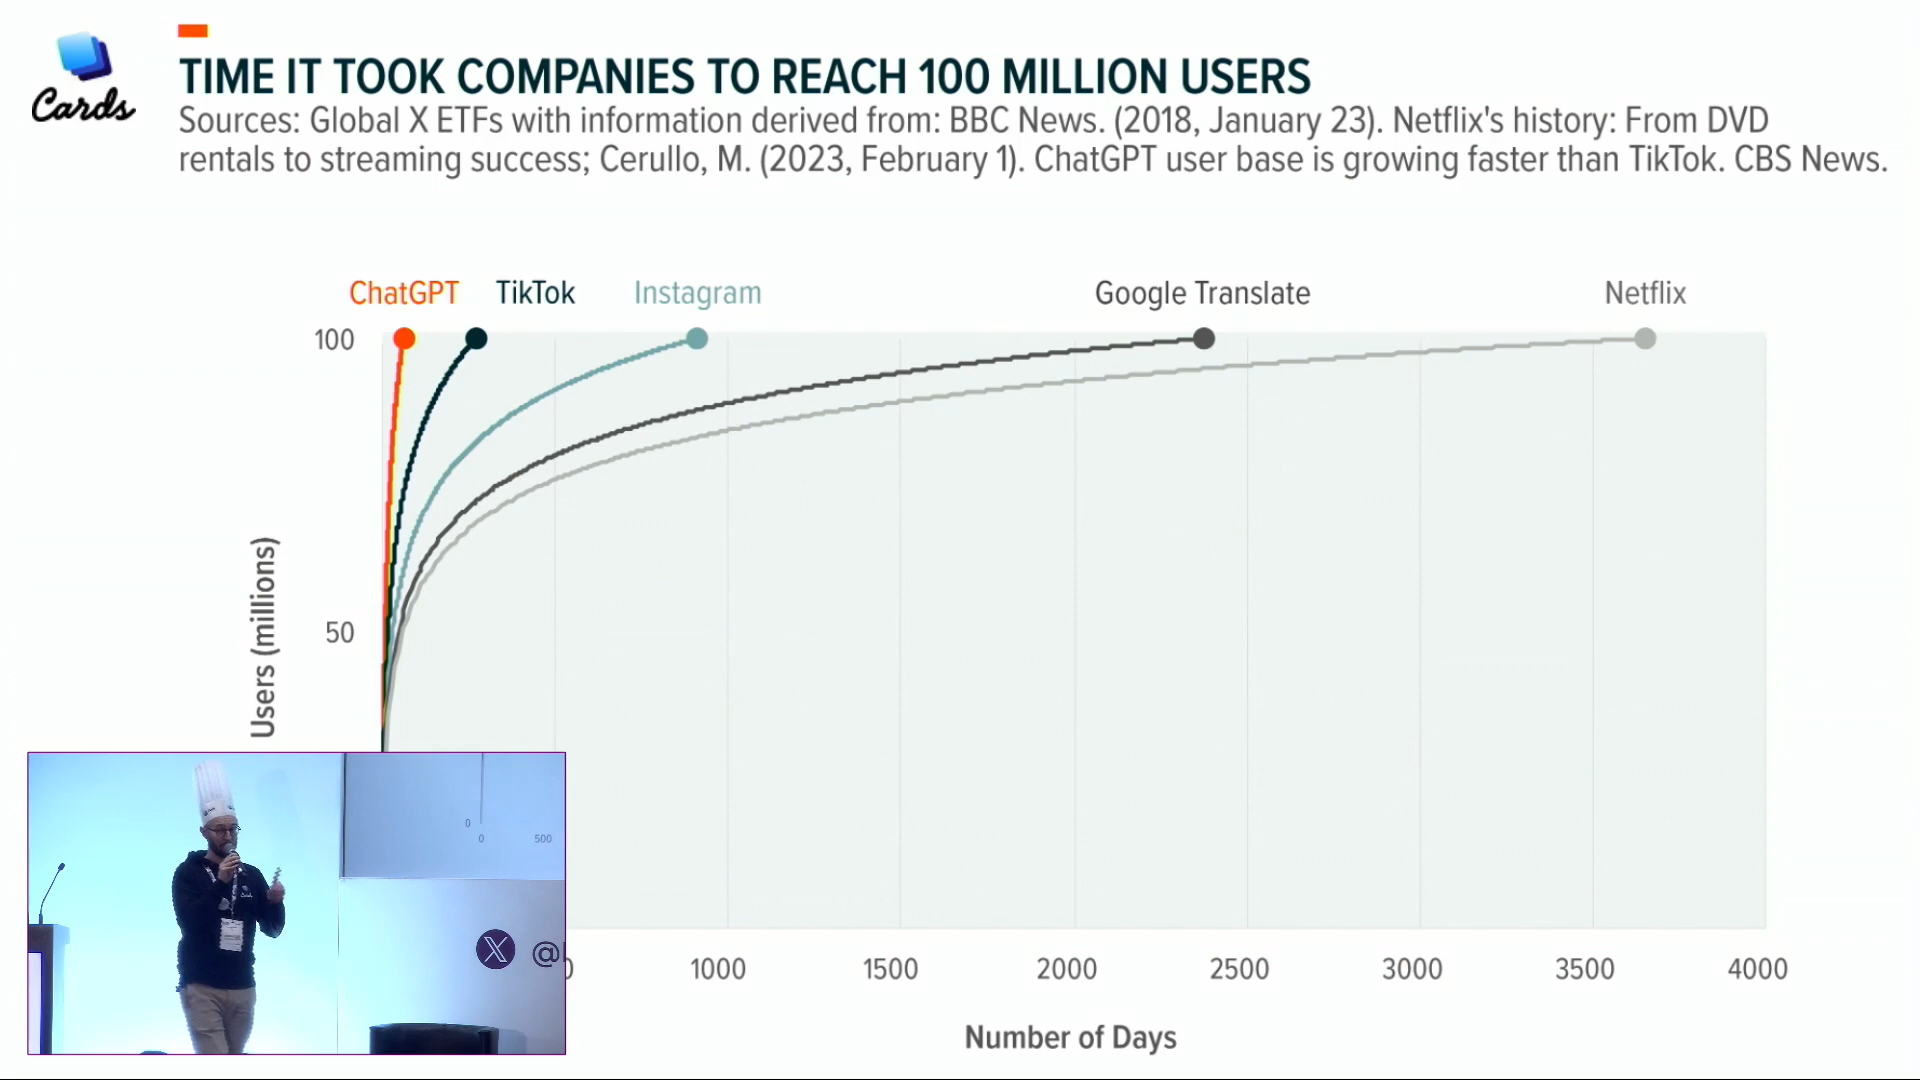 Cards
TIME IT TOOK COMPANIES TO REACH 100 MILLION USERS
Sources: Global X ETFs with information derived from: BBC News. (2018, January 23). Netflix's history: From DVD
rentals to streaming success; Cerullo, M. (2023, February 1). ChatGPT user base is growing faster than TikTok. CBS News.
ChatGPT TikTok Instagram Google Translate Netflix
100
50
Users (millions)
0
0 500
X @
0 1000 1500 2000 2500 3000 3500 4000
Number of Days